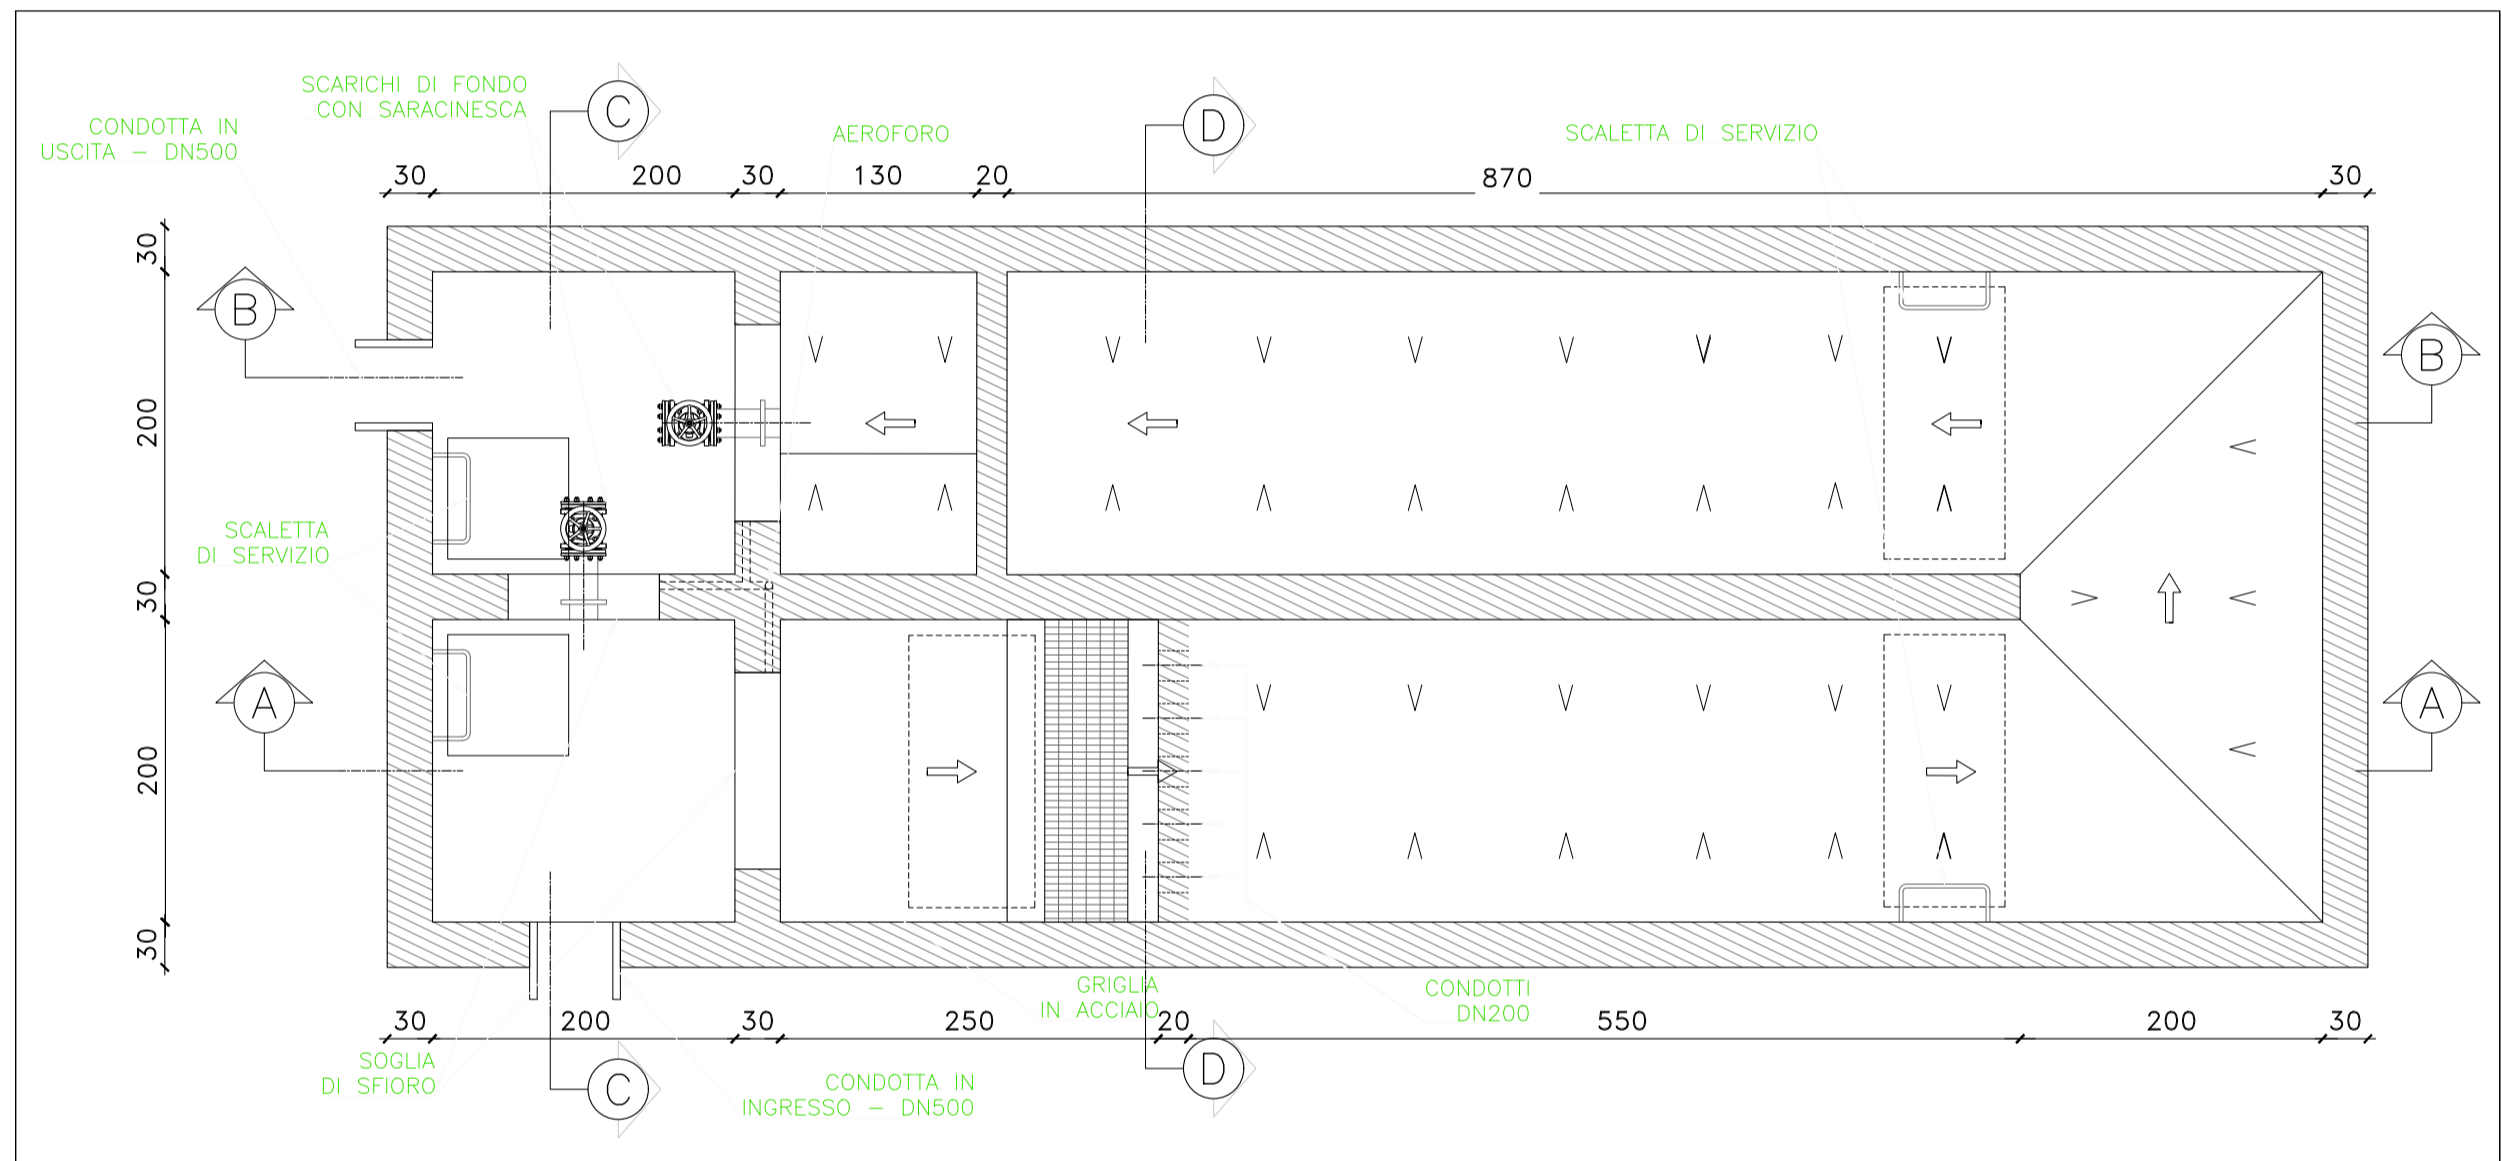 SCARICHI DI FONDO
CON SARACINESCA
C
CONDOTTA IN
USCITA – DN500
AEROFORO
D
SCALETTA DI SERVIZIO
30 200 30 130 20 870 30
30
B
B
200
SCALETTA
DI SERVIZIO
30
A
A
200
30
GRIGLIA
IN ACCIAIO
CONDOTTI
DN200
30 200 30 250 20 550 200 30
SOGLIA
DI SFIORO
C
CONDOTTA IN
INGRESSO – DN500
D